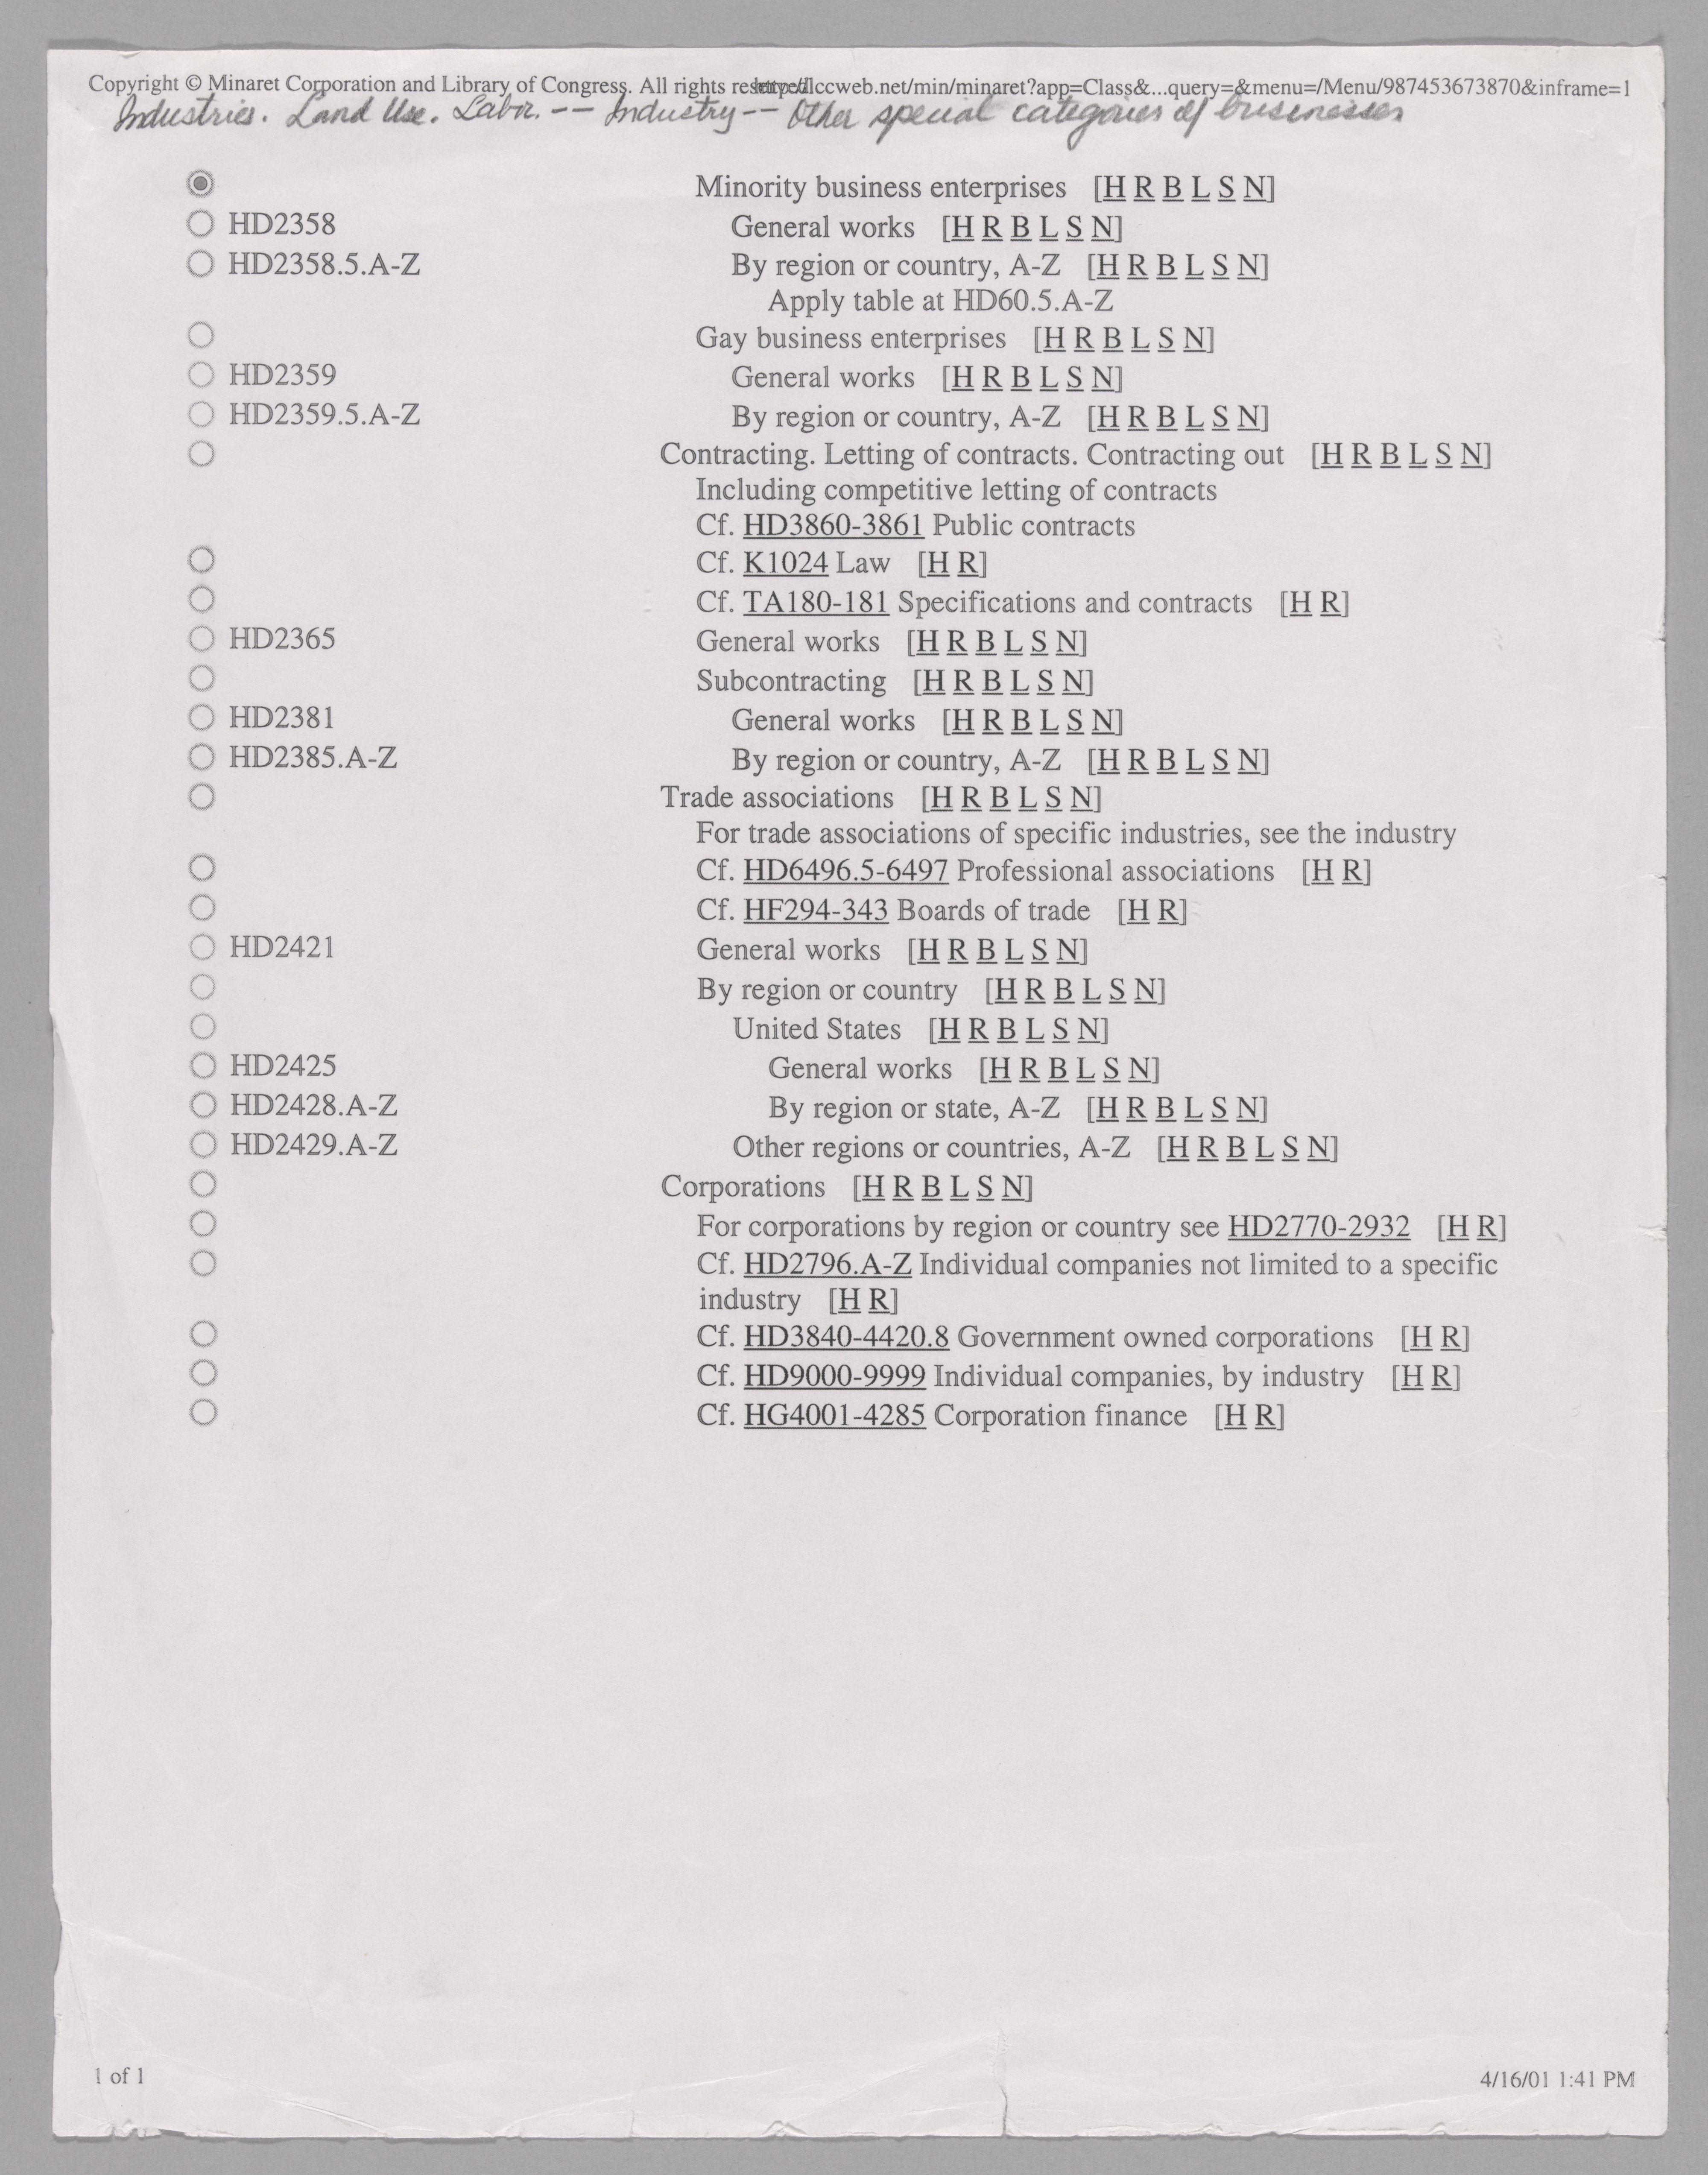 Copyright © Minaret Corporation and Library of Congress. All rights reserved. http://lccweb.net/min/minaret?app=Class&...query=&menu=/Menu/987453673870&inframe=1
Industries. Land Use. Labor. -- Industry -- Other special categories of businesses
Minority business enterprises [H R B L S N]
HD2358 General works [H R B L S N]
HD2358.5.A-Z By region or country, A-Z [H R B L S N]
Apply table at HD60.5.A-Z
Gay business enterprises [H R B L S N]
HD2359 General works [H R B L S N]
HD2359.5.A-Z By region or country, A-Z [H R B L S N]
Contracting. Letting of contracts. Contracting out [H R B L S N]
Including competitive letting of contracts
Cf. HD3860-3861 Public contracts
Cf. K1024 Law [H R]
Cf. TA180-181 Specifications and contracts [H R]
HD2365 General works [H R B L S N]
Subcontracting [H R B L S N]
HD2381 General works [H R B L S N]
HD2385.A-Z By region or country, A-Z [H R B L S N]
Trade associations [H R B L S N]
For trade associations of specific industries, see the industry
Cf. HD6496.5-6497 Professional associations [H R]
Cf. HF294-343 Boards of trade [H R]
HD2421 General works [H R B L S N]
By region or country [H R B L S N]
United States [H R B L S N]
HD2425 General works [H R B L S N]
HD2428.A-Z By region or state, A-Z [H R B L S N]
HD2429.A-Z Other regions or countries, A-Z [H R B L S N]
Corporations [H R B L S N]
For corporations by region or country see HD2770-2932 [H R]
Cf. HD2796.A-Z Individual companies not limited to a specific
industry [H R]
Cf. HD3840-4420.8 Government owned corporations [H R]
Cf. HD9000-9999 Individual companies, by industry [H R]
Cf. HG4001-4285 Corporation finance [H R]
1 of 1 4/16/01 1:41 PM